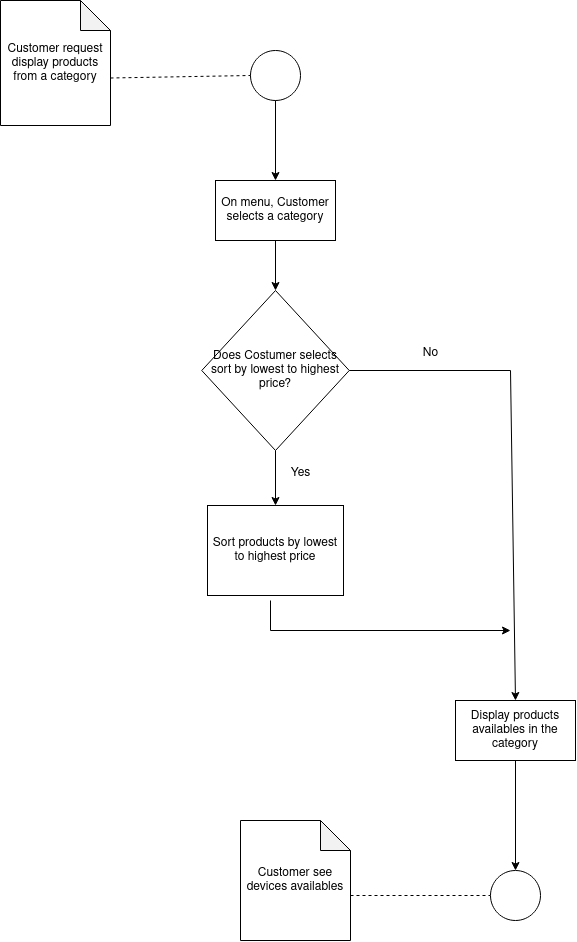 Customer request
display products
from a category
On menu, Customer
selects a category
Does Costumer selects
sort by lowest to highest
price?
No
Yes
Sort products by lowest
to highest price
Display products
availables in the
category
Customer see
devices availables